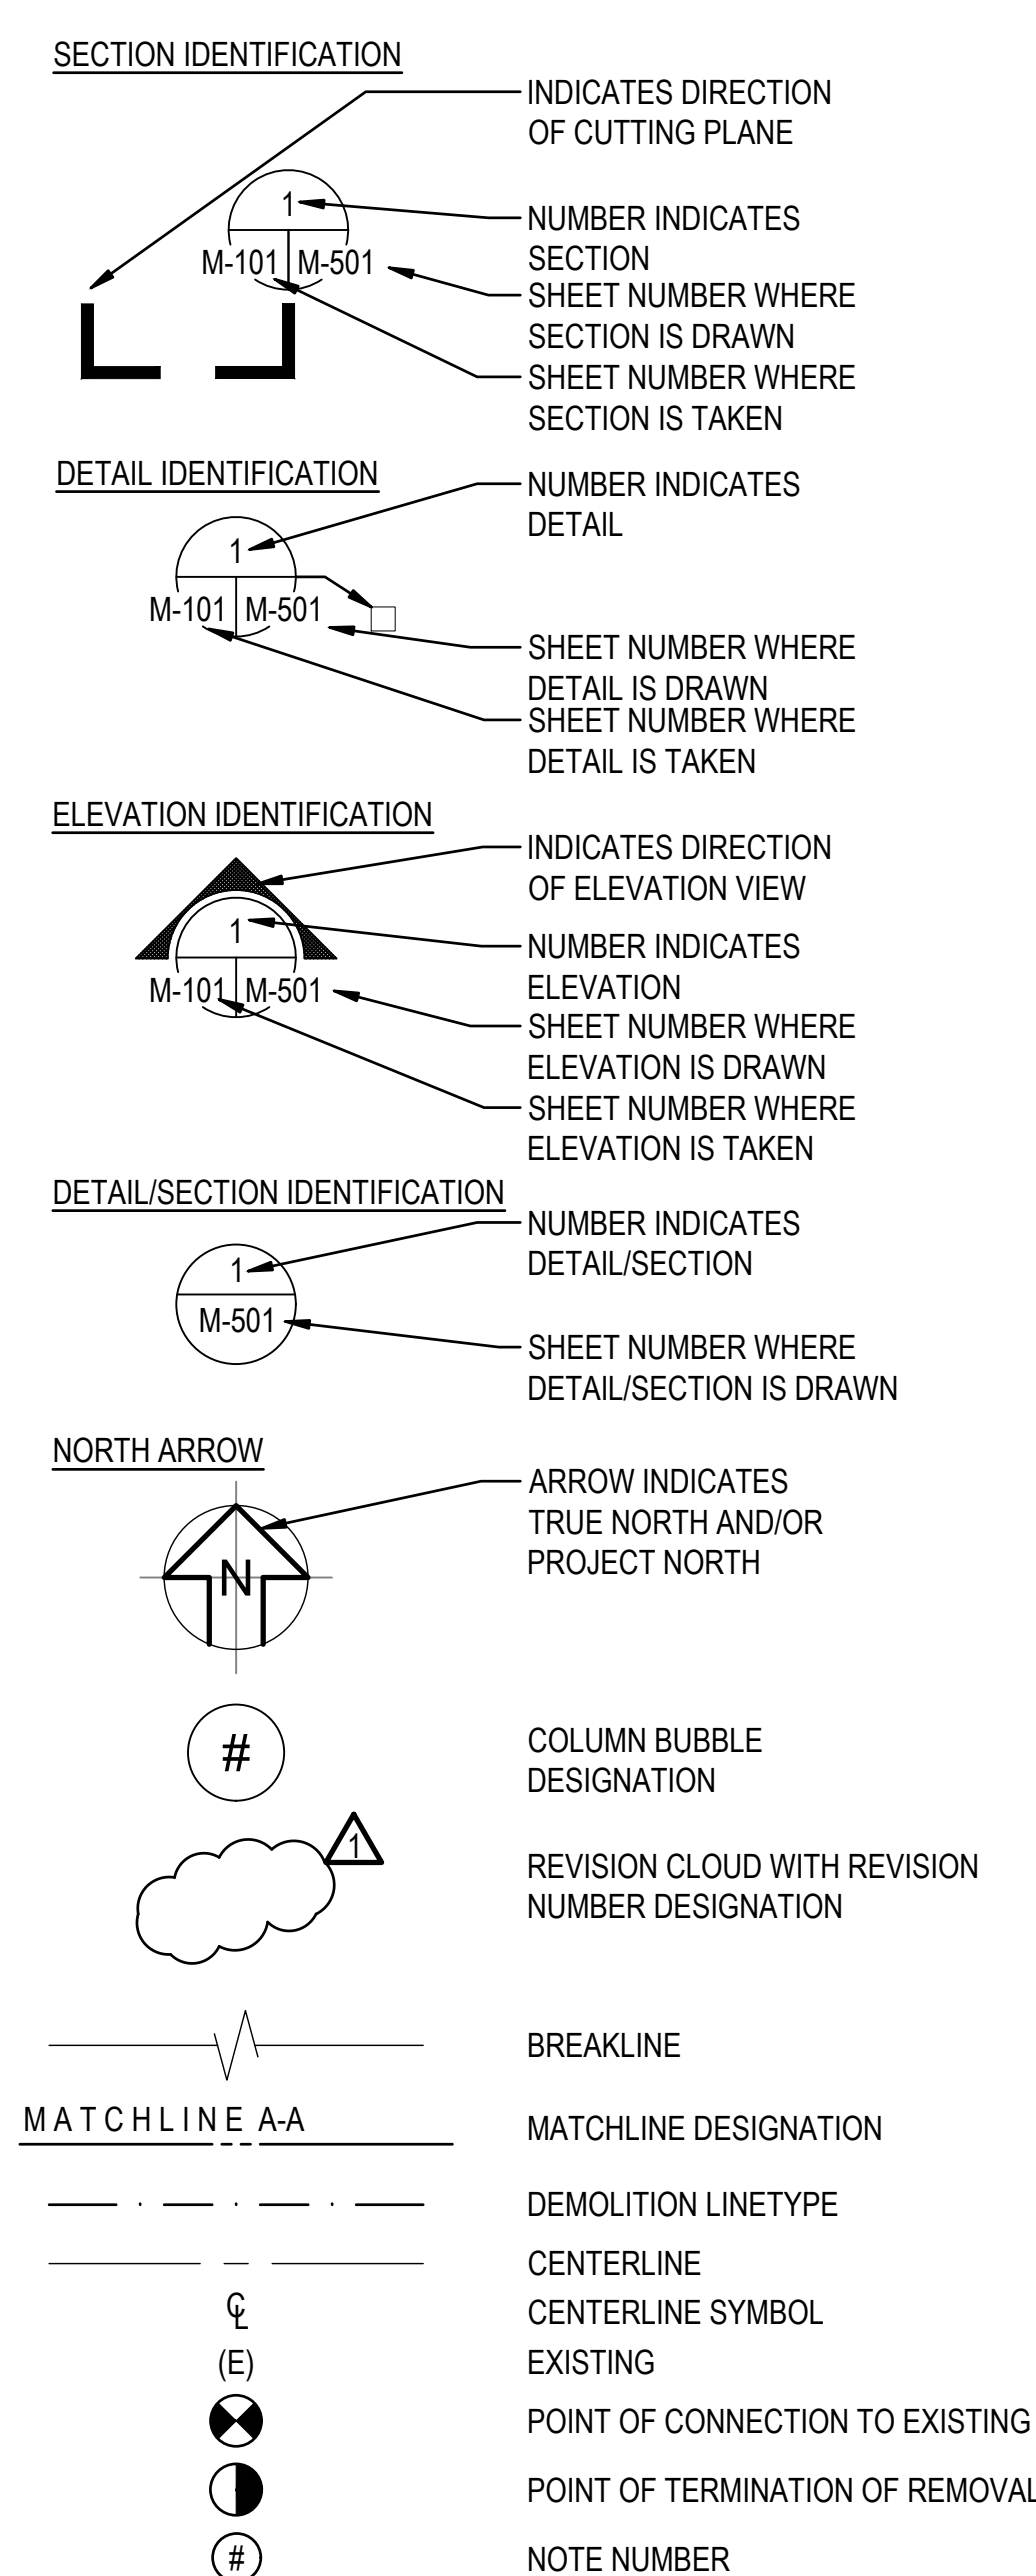 SECTION IDENTIFICATION
INDICATES DIRECTION
OF CUTTING PLANE
1
NUMBER INDICATES
SECTION
M-101 M-501
SHEET NUMBER WHERE
SECTION IS DRAWN
SHEET NUMBER WHERE
SECTION IS TAKEN
DETAIL IDENTIFICATION
NUMBER INDICATES
DETAIL
1
M-101 M-501
SHEET NUMBER WHERE
DETAIL IS DRAWN
SHEET NUMBER WHERE
DETAIL IS TAKEN
ELEVATION IDENTIFICATION
INDICATES DIRECTION
OF ELEVATION VIEW
1
NUMBER INDICATES
ELEVATION
M-101 M-501
SHEET NUMBER WHERE
ELEVATION IS DRAWN
SHEET NUMBER WHERE
ELEVATION IS TAKEN
DETAIL/SECTION IDENTIFICATION
NUMBER INDICATES
DETAIL/SECTION
1
M-501
SHEET NUMBER WHERE
DETAIL/SECTION IS DRAWN
NORTH ARROW
ARROW INDICATES
TRUE NORTH AND/OR
PROJECT NORTH
N
#
COLUMN BUBBLE
DESIGNATION
1
REVISION CLOUD WITH REVISION
NUMBER DESIGNATION
BREAKLINE
MATCHLINE A-A
MATCHLINE DESIGNATION
DEMOLITION LINETYPE
CENTERLINE
℄ CENTERLINE SYMBOL
(E) EXISTING
POINT OF CONNECTION TO EXISTING
POINT OF TERMINATION OF REMOVAL
# NOTE NUMBER